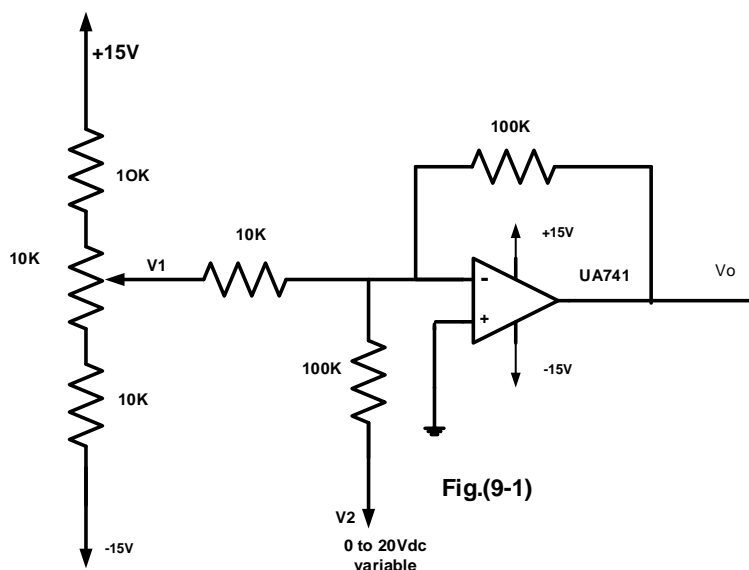 +15V
100K
1OK
10K
V1
10K
+15V
UA741
Vo
-
+
100K
-15V
10K
Fig.(9-1)
V2
-15V
0 to 20Vdc
variable